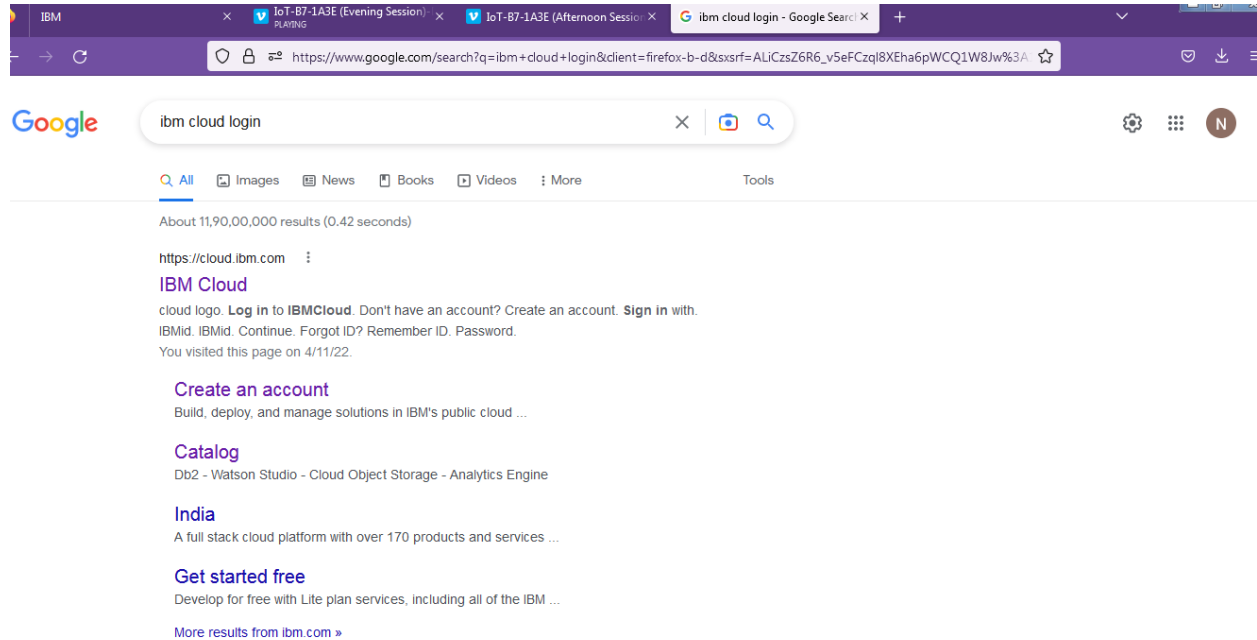 IBM
IoT-B7-1A3E (Evening Session)-
PLAYING
IoT-B7-1A3E (Afternoon Session
ibm cloud login - Google Search
https://www.google.com/search?q=ibm+cloud+login&client=firefox-b-d&sxsrf=ALiCzsZ6R6_v5eFCzql8XEha6pWCQ1W8Jw%3A
Google
ibm cloud login
N
All
Images
News
Books
Videos
More
Tools
About 11,90,00,000 results (0.42 seconds)
https://cloud.ibm.com
IBM Cloud
cloud logo. Log in to IBMCloud. Don't have an account? Create an account. Sign in with.
IBMid. IBMid. Continue. Forgot ID? Remember ID. Password.
You visited this page on 4/11/22.
Create an account
Build, deploy, and manage solutions in IBM's public cloud ...
Catalog
Db2 - Watson Studio - Cloud Object Storage - Analytics Engine
India
A full stack cloud platform with over 170 products and services ...
Get started free
Develop for free with Lite plan services, including all of the IBM ...
More results from ibm.com »